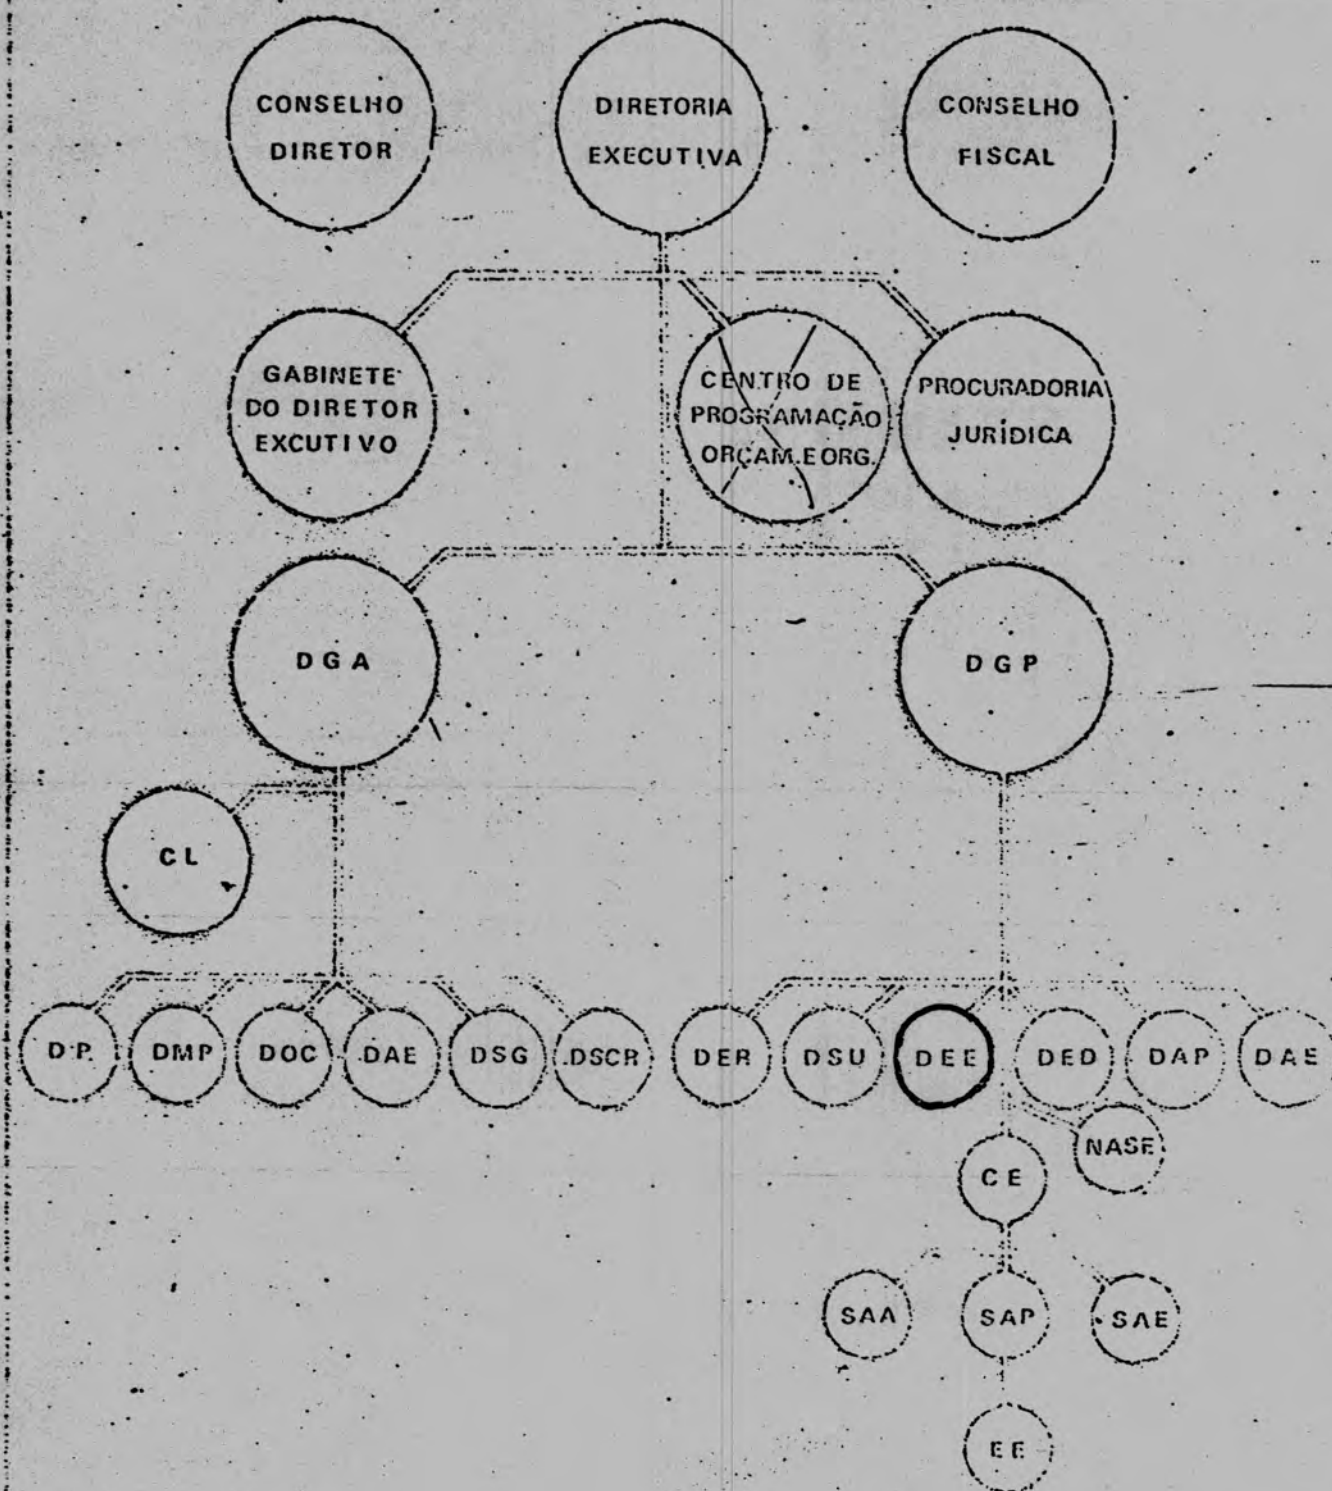 CONSELHO
DIRETOR
DIRETORIA
EXECUTIVA
CONSELHO
FISCAL
GABINETE
DO DIRETOR
EXCUTIVO
CENTRO DE
PROGRAMAÇÃO
ORÇAM.E ORG.
PROCURADORIA
JURÍDICA
DGA
DGP
CL
DP
DMP
DOC
DAE
DSG
DSCR
DER
DSU
DEE
DED
DAP
DAE
NASE
CE
SAA
SAP
SAE
EE